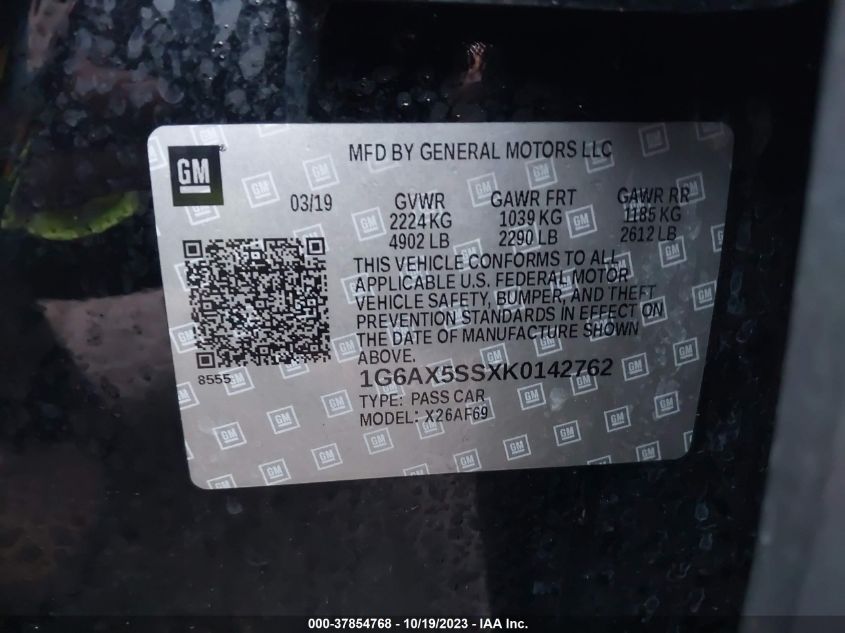 GM
MFD BY GENERAL MOTORS LLC
03/19 GVWR GAWR FRT GAWR RR
2224 KG 1039 KG 1185 KG
4902 LB 2290 LB 2612 LB
THIS VEHICLE CONFORMS TO ALL
APPLICABLE U.S. FEDERAL MOTOR
VEHICLE SAFETY, BUMPER, AND THEFT
PREVENTION STANDARDS IN EFFECT ON
THE DATE OF MANUFACTURE SHOWN
ABOVE.
8555
1G6AX5SSXK0142762
TYPE: PASS CAR
MODEL: X26AF69
000-37854768 - 10/19/2023 - IAA Inc.